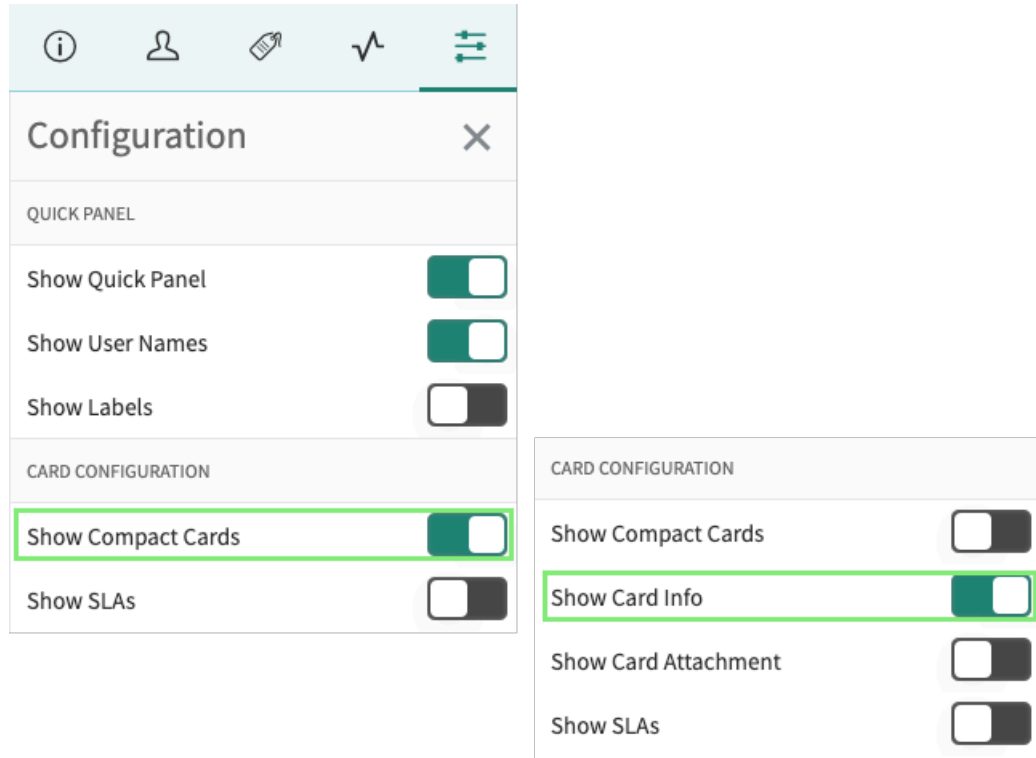 Configuration
QUICK PANEL
Show Quick Panel
Show User Names
Show Labels
CARD CONFIGURATION
Show Compact Cards
Show SLAs
CARD CONFIGURATION
Show Compact Cards
Show Card Info
Show Card Attachment
Show SLAs